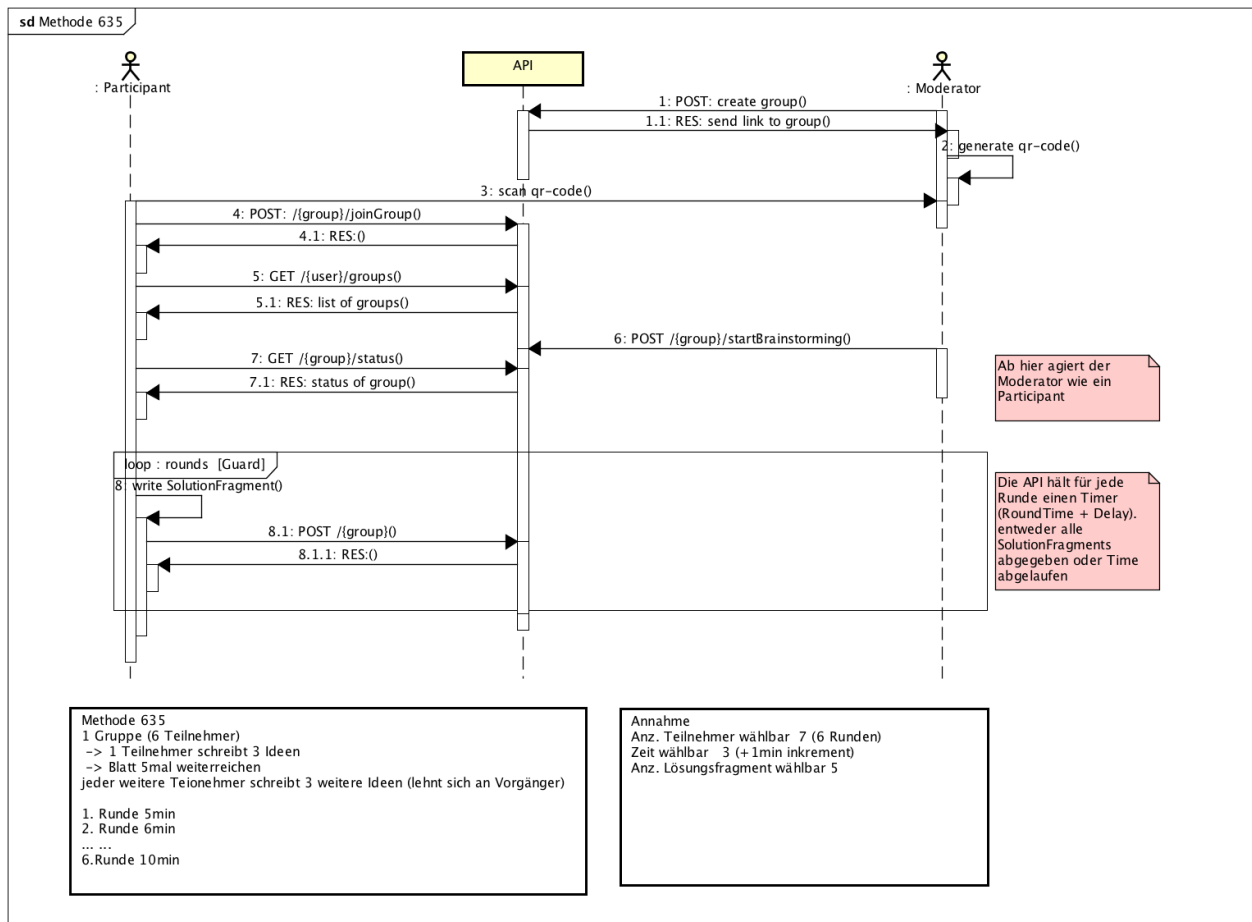 sd Methode 635
: Participant
API
: Moderator
1: POST: create group()
1.1: RES: send link to group()
2: generate qr-code()
3: scan qr-code()
4: POST: /{group}/joinGroup()
4.1: RES:()
5: GET /{user}/groups()
5.1: RES: list of groups()
6: POST /{group}/startBrainstorming()
7: GET /{group}/status()
7.1: RES: status of group()
Ab hier agiert der
Moderator wie ein
Participant
loop : rounds [Guard]
8: write SolutionFragment()
8.1: POST /{group}()
8.1.1: RES:()
Die API hält für jede
Runde einen Timer
(RoundTime + Delay).
entweder alle
SolutionFragments
abgegeben oder Time
abgelaufen
Methode 635
1 Gruppe (6 Teilnehmer)
-> 1 Teilnehmer schreibt 3 Ideen
-> Blatt 5mal weiterreichen
jeder weitere Teionehmer schreibt 3 weitere Ideen (lehnt sich an Vorgänger)
1. Runde 5min
2. Runde 6min
... ...
6.Runde 10min
Annahme
Anz. Teilnehmer wählbar 7 (6 Runden)
Zeit wählbar 3 (+1min inkrement)
Anz. Lösungsfragment wählbar 5